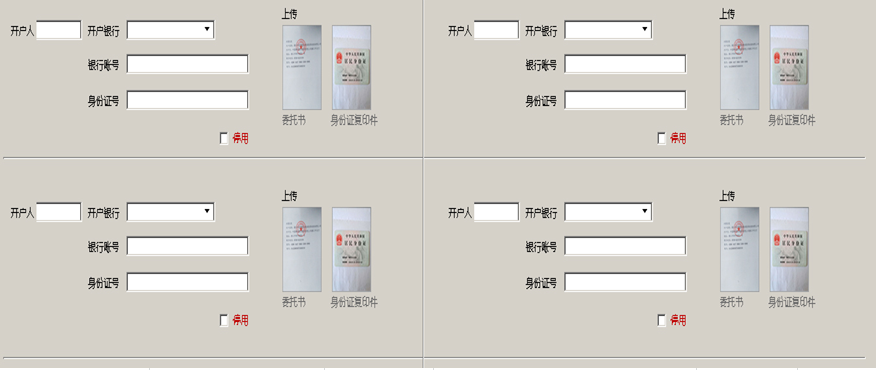 上传 上传
开户人 开户银行 开户人 开户银行
银行账号 银行账号
身份证号 身份证号
委托书 身份证复印件 委托书 身份证复印件
停用 停用
上传 上传
开户人 开户银行 开户人 开户银行
银行账号 银行账号
身份证号 身份证号
委托书 身份证复印件 委托书 身份证复印件
停用 停用